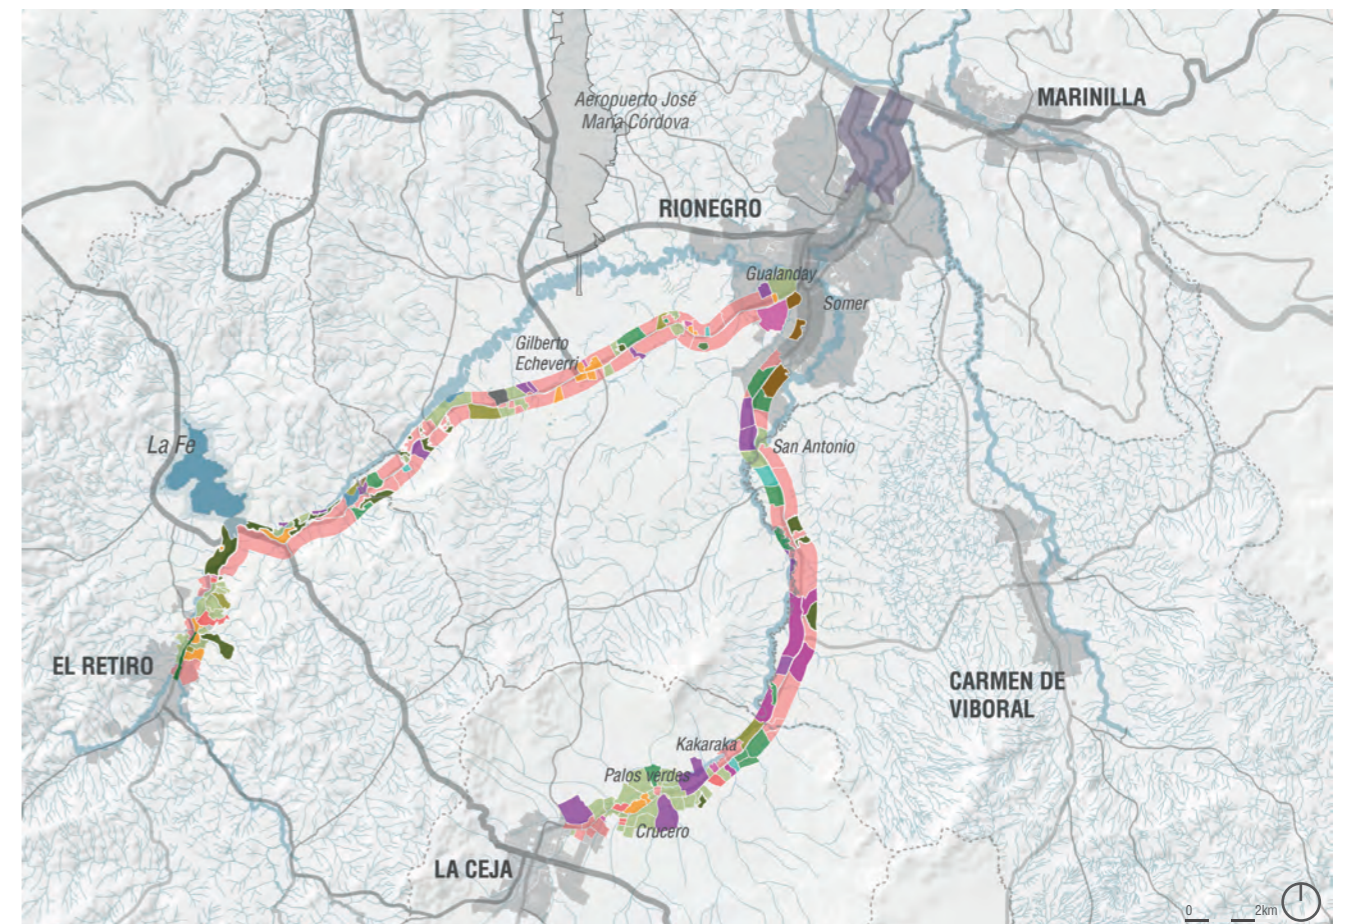 Aeropuerto José
María Córdova
MARINILLA
RIONEGRO
Gualanday
Somer
Gilberto
Echeverri
La Fe
San Antonio
EL RETIRO
CARMEN DE
VIBORAL
Kakaraka
Palos verdes
Crucero
LA CEJA
0 2km